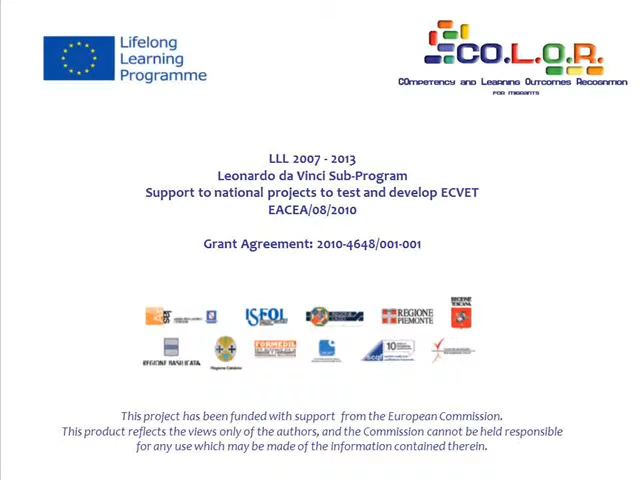 Lifelong
Learning
Programme
CO.L.O.R.
COmpetency and Learning Outcomes Recognition
FOR MIGRANTS
LLL 2007 - 2013
Leonardo da Vinci Sub-Program
Support to national projects to test and develop ECVET
EACEA/08/2010
Grant Agreement: 2010-4648/001-001
ISFOL
REGIONE
PIEMONTE
REGIONE
TOSCANA
REGIONE BASILICATA
Regione Calabria
FORMEDIL
This project has been funded with support from the European Commission.
This product reflects the views only of the authors, and the Commission cannot be held responsible
for any use which may be made of the information contained therein.